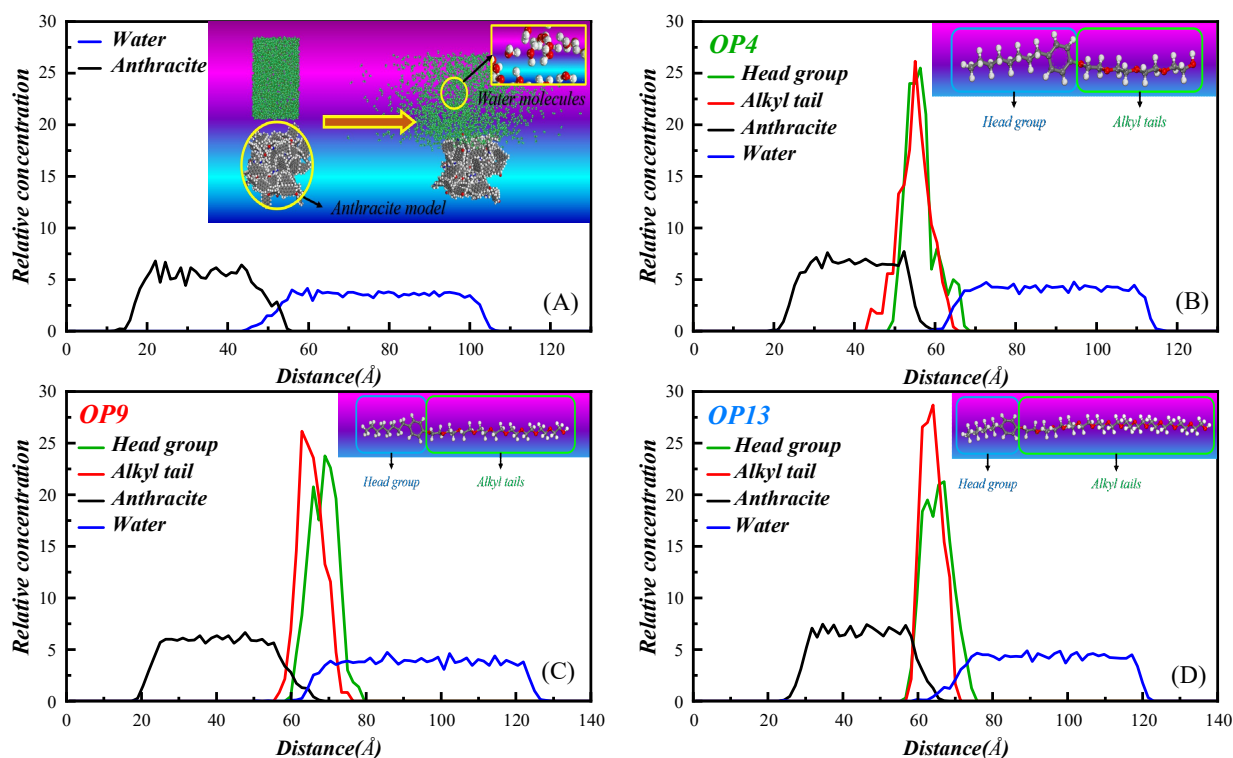 30
25
20
15
10
5
0
Relative concentration
Water
Anthracite
Water molecules
Anthracite model
(A)
0 20 40 60 80 100 120
Distance(Å)
30
25
20
15
10
5
0
Relative concentration
OP4
Head group
Alkyl tail
Anthracite
Water
Head group
Alkyl tails
(B)
0 20 40 60 80 100 120
Distance(Å)
30
25
20
15
10
5
0
Relative concentration
OP9
Head group
Alkyl tail
Anthracite
Water
Head group
Alkyl tails
(C)
0 20 40 60 80 100 120 140
Distance(Å)
30
25
20
15
10
5
0
Relative concentration
OP13
Head group
Alkyl tail
Anthracite
Water
Head group
Alkyl tails
(D)
0 20 40 60 80 100 120 140
Distance(Å)